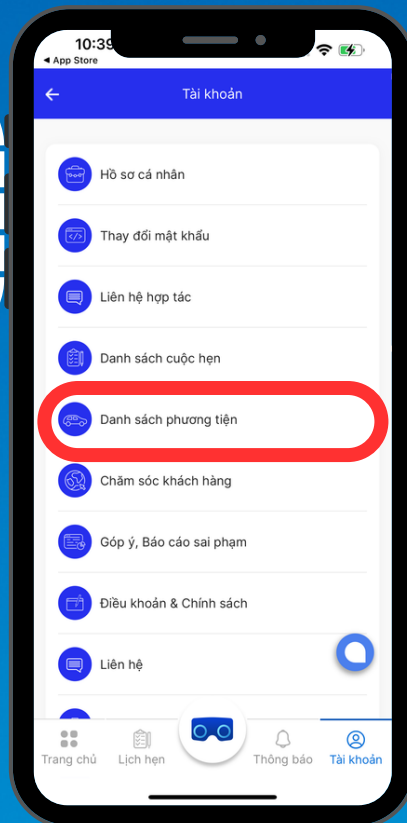 10:39
◀ App Store
Tài khoản
Hồ sơ cá nhân
Thay đổi mật khẩu
Liên hệ hợp tác
Danh sách cuộc hẹn
Danh sách phương tiện
Chăm sóc khách hàng
Góp ý, Báo cáo sai phạm
Điều khoản & Chính sách
Liên hệ
Trang chủ
Lịch hẹn
Thông báo
Tài khoản